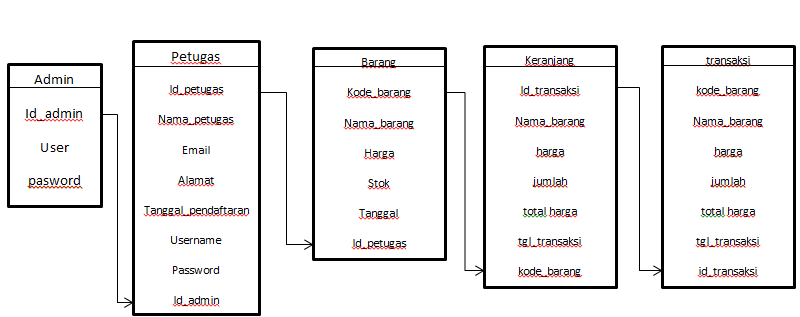 Admin
Id_admin
User
pasword
Petugas
Id_petugas
Nama_petugas
Email
Alamat
Tanggal_pendaftaran
Username
Password
Id_admin
Barang
Kode_barang
Nama_barang
Harga
Stok
Tanggal
Id_petugas
Keranjang
Id_transaksi
Nama_barang
harga
jumlah
total harga
tgl_transaksi
kode_barang
transaksi
kode_barang
Nama_barang
harga
jumlah
total harga
tgl_transaksi
id_transaksi